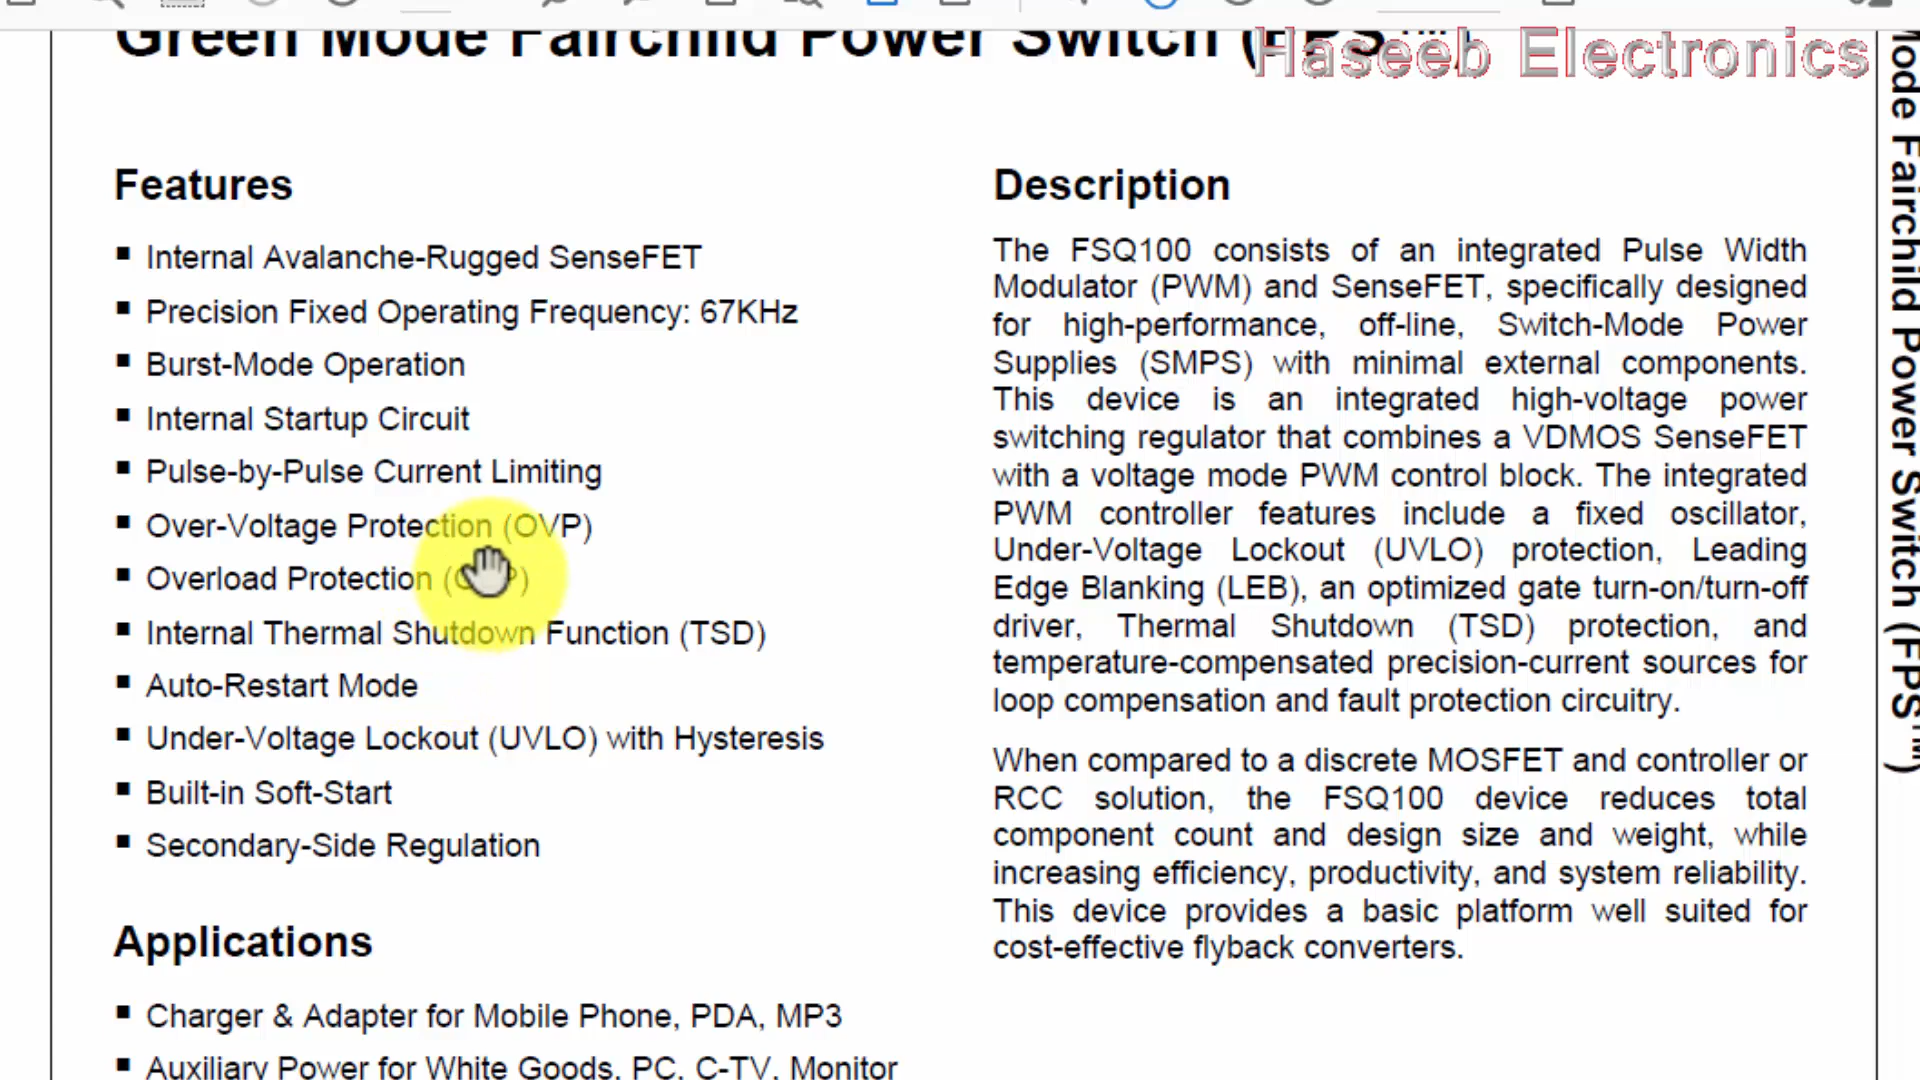 Green Mode Fairchild Power Switch (FPS™)
Haseeb Electronics
Features
Internal Avalanche-Rugged SenseFET
Precision Fixed Operating Frequency: 67KHz
Burst-Mode Operation
Internal Startup Circuit
Pulse-by-Pulse Current Limiting
Over-Voltage Protection (OVP)
Overload Protection (
Internal Thermal Shutdown Function (TSD)
Auto-Restart Mode
Under-Voltage Lockout (UVLO) with Hysteresis
Built-in Soft-Start
Secondary-Side Regulation
Applications
Charger & Adapter for Mobile Phone, PDA, MP3
Auxiliary Power for White Goods, PC, C-TV, Monitor
Description
The FSQ100 consists of an integrated Pulse Width
Modulator (PWM) and SenseFET, specifically designed
for high-performance, off-line, Switch-Mode Power
Supplies (SMPS) with minimal external components.
This device is an integrated high-voltage power
switching regulator that combines a VDMOS SenseFET
with a voltage mode PWM control block. The integrated
PWM controller features include a fixed oscillator,
Under-Voltage Lockout (UVLO) protection, Leading
Edge Blanking (LEB), an optimized gate turn-on/turn-off
driver, Thermal Shutdown (TSD) protection, and
temperature-compensated precision-current sources for
loop compensation and fault protection circuitry.
When compared to a discrete MOSFET and controller or
RCC solution, the FSQ100 device reduces total
component count and design size and weight, while
increasing efficiency, productivity, and system reliability.
This device provides a basic platform well suited for
cost-effective flyback converters.
ode Fairchild Power Switch (FPS™)